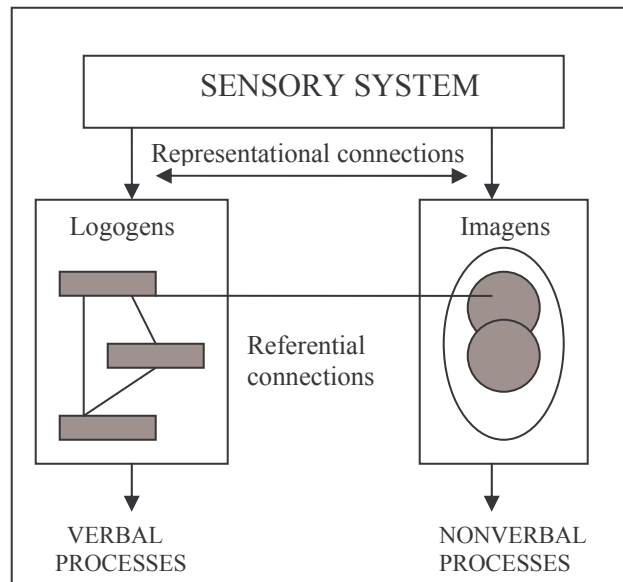 SENSORY SYSTEM
Representational connections
Logogens
Imagens
Referential
connections
VERBAL
PROCESSES
NONVERBAL
PROCESSES